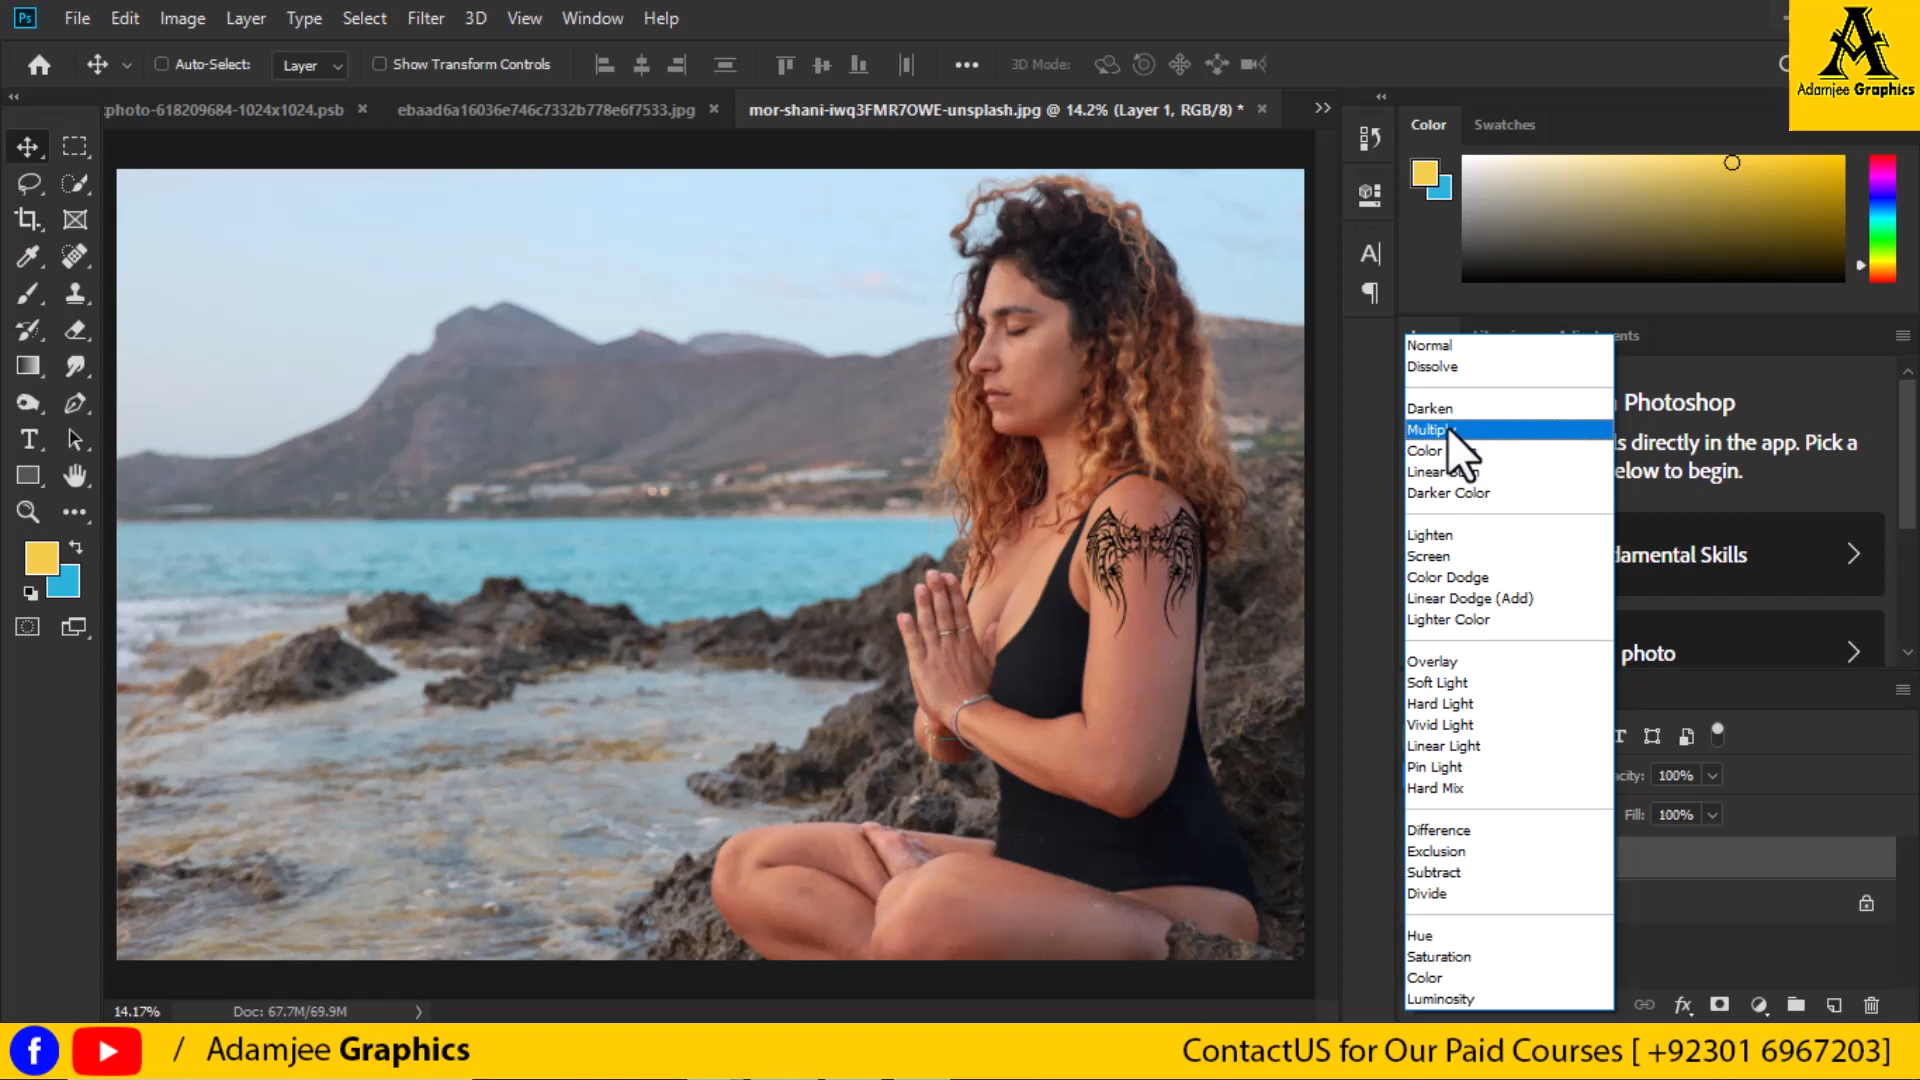 Ps File Edit Image Layer Type Select Filter 3D View Window Help
Auto-Select: Layer Show Transform Controls 3D Mode:
photo-618209684-1024x1024.psb × ebaad6a16036e746c7332b778e6f7533.jpg × mor-shani-iwq3FMR7OWE-unsplash.jpg @ 14.2% (Layer 1, RGB/8) * ×
Adamjee Graphics
Color Swatches
Normal
Dissolve
Darken
Multiply
Color
Linear
Darker Color
Lighten
Screen
Color Dodge
Linear Dodge (Add)
Lighter Color
Overlay
Soft Light
Hard Light
Vivid Light
Linear Light
Pin Light
Hard Mix
Difference
Exclusion
Subtract
Divide
Hue
Saturation
Color
Luminosity
Photoshop
s directly in the app. Pick a
elow to begin.
damental Skills
photo
acity: 100%
Fill: 100%
14.17% Doc: 67.7M/69.9M
/ Adamjee Graphics
ContactUS for Our Paid Courses [ +92301 6967203]